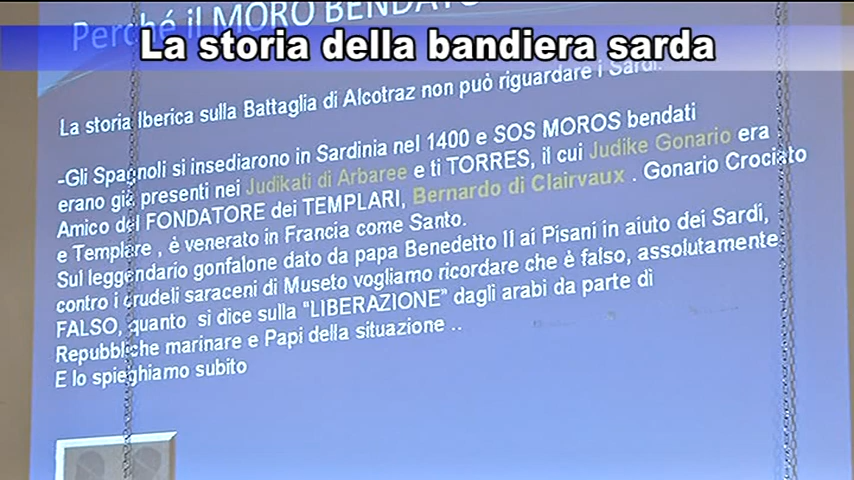 Perché il MORO BENDATO
La storia della bandiera sarda
La storia Iberica sulla Battaglia di Alcotraz non può riguardare i Sardi.
-Gli Spagnoli si insediarono in Sardinia nel 1400 e SOS MOROS bendati
erano già presenti nei Judikati di Arbaree e ti TORRES, il cui Judike Gonario era
Amico del FONDATORE dei TEMPLARI, Bernardo di Clairvaux . Gonario Crociato
e Templare , è venerato in Francia come Santo.
Sul leggendario gonfalone dato da papa Benedetto II ai Pisani in aiuto dei Sardi,
contro i crudeli saraceni di Museto vogliamo ricordare che è falso, assolutamente
FALSO, quanto si dice sulla "LIBERAZIONE" dagli arabi da parte di
Repubbliche marinare e Papi della situazione ..
E lo spieghiamo subito